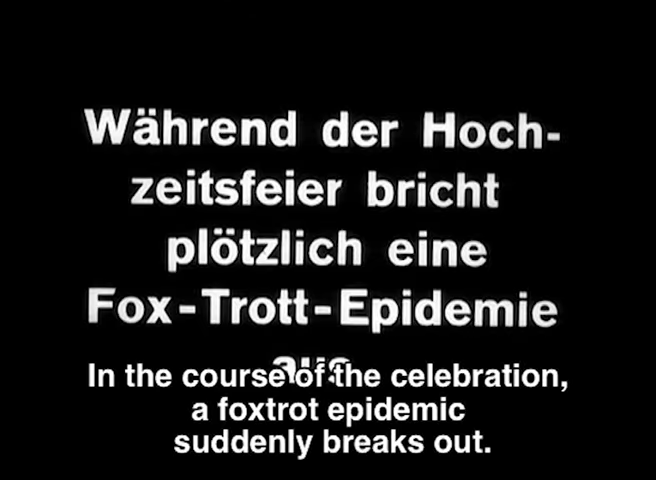 Während der Hoch-
zeitsfeier bricht
plötzlich eine
Fox-Trott-Epidemie
aus
In the course of the celebration,
a foxtrot epidemic
suddenly breaks out.